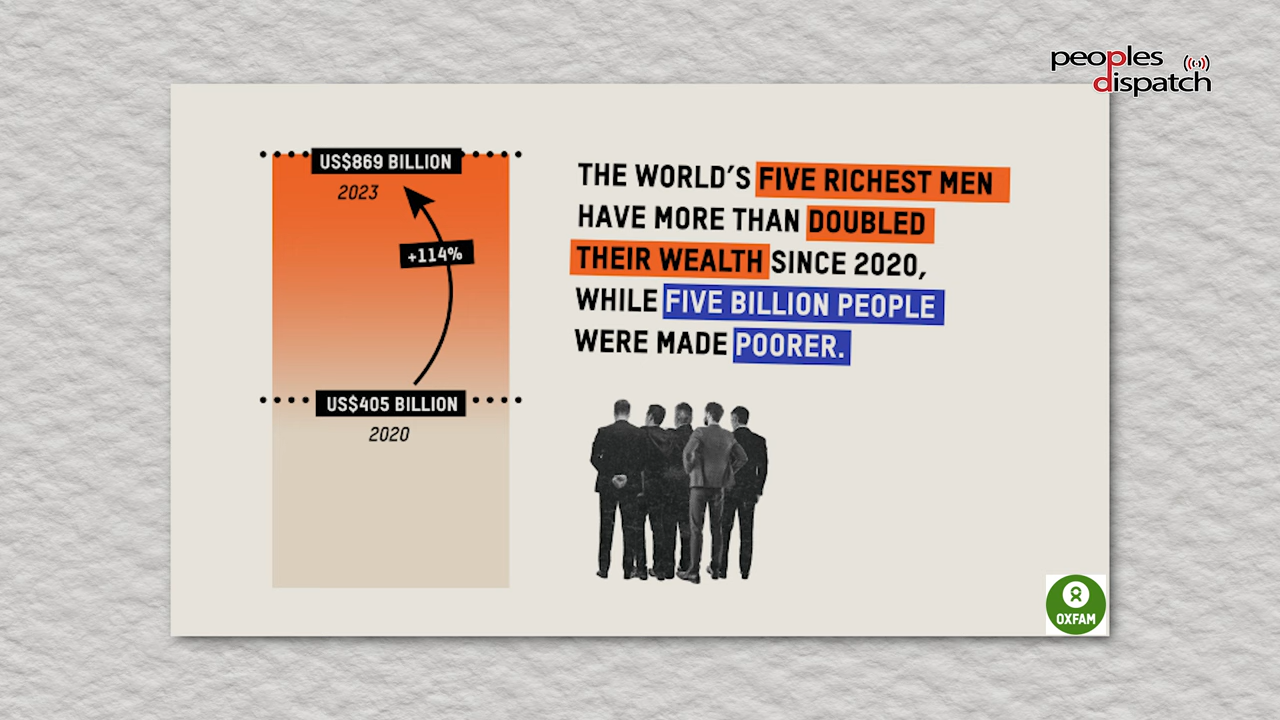 peoples
dispatch
US$869 BILLION
2023
+114%
US$405 BILLION
2020
THE WORLD'S FIVE RICHEST MEN
HAVE MORE THAN DOUBLED
THEIR WEALTH SINCE 2020,
WHILE FIVE BILLION PEOPLE
WERE MADE POORER.
OXFAM